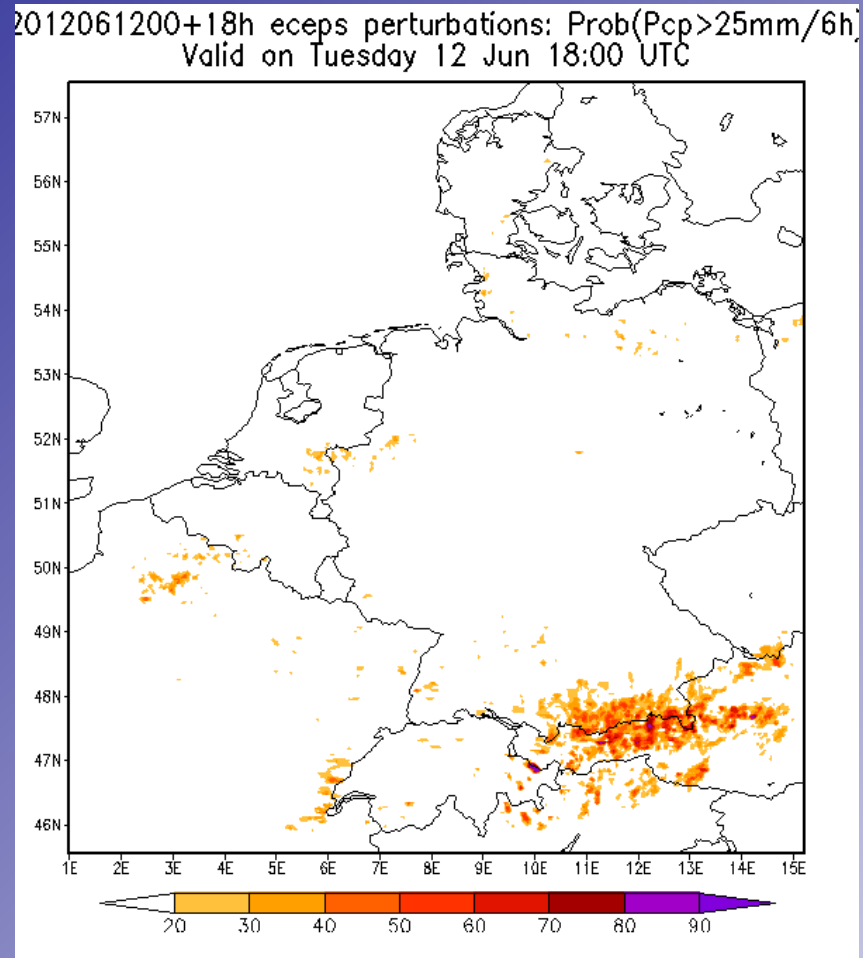 2012061200+18h eceps perturbations: Prob(Pcp>25mm/6h)
Valid on Tuesday 12 Jun 18:00 UTC
57N
56N
55N
54N
53N
52N
51N
50N
49N
48N
47N
46N
1E 2E 3E 4E 5E 6E 7E 8E 9E 10E 11E 12E 13E 14E 15E
20 30 40 50 60 70 80 90